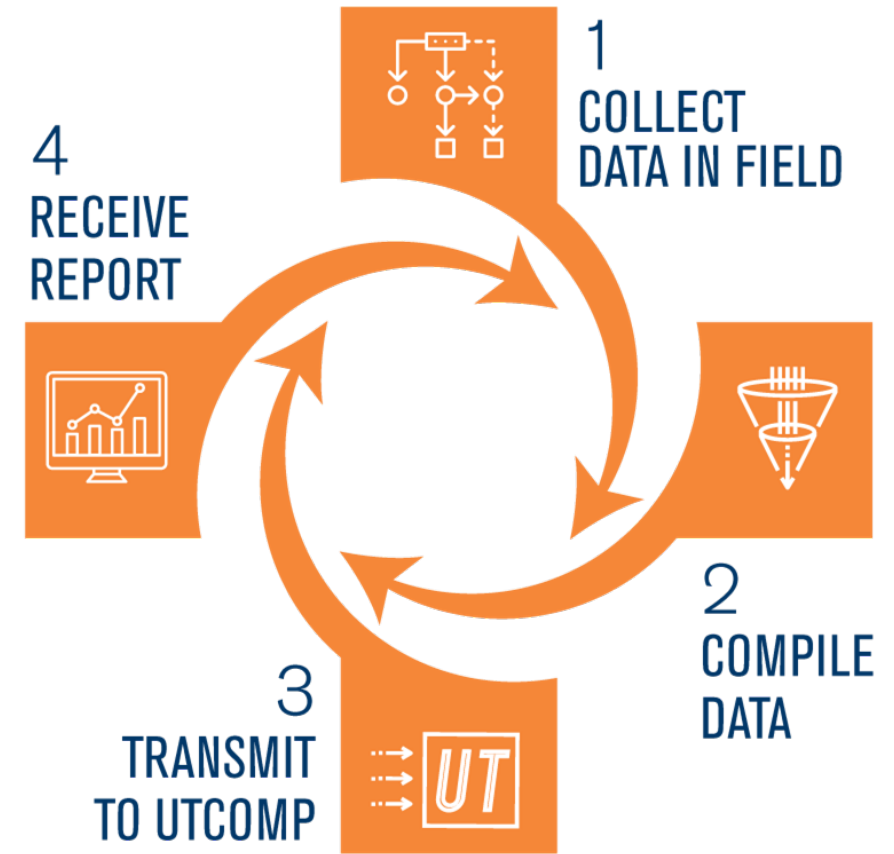 1
COLLECT
DATA IN FIELD
4
RECEIVE
REPORT
2
COMPILE
DATA
3
TRANSMIT
TO UTCOMP
UT